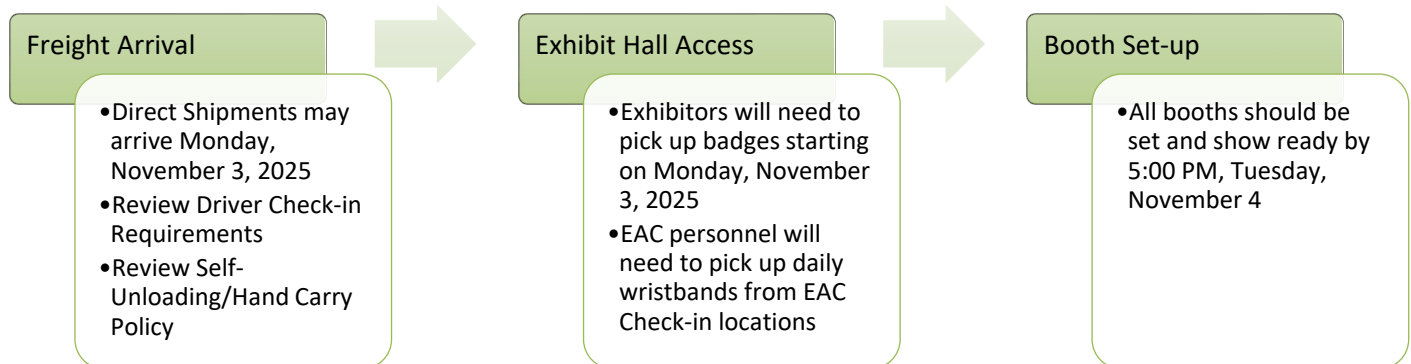 Freight Arrival
•Direct Shipments may
arrive Monday,
November 3, 2025
•Review Driver Check-in
Requirements
•Review Self-
Unloading/Hand Carry
Policy
Exhibit Hall Access
•Exhibitors will need to
pick up badges starting
on Monday, November
3, 2025
•EAC personnel will
need to pick up daily
wristbands from EAC
Check-in locations
Booth Set-up
•All booths should be
set and show ready by
5:00 PM, Tuesday,
November 4